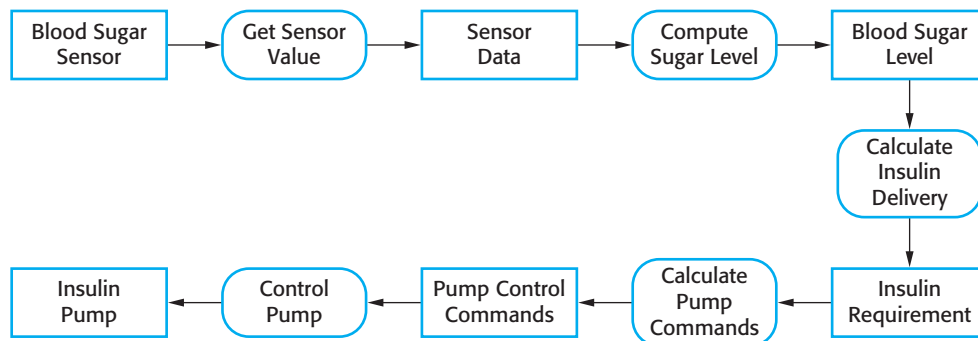 Blood Sugar
Sensor
Get Sensor
Value
Sensor
Data
Compute
Sugar Level
Blood Sugar
Level
Calculate
Insulin
Delivery
Insulin
Pump
Control
Pump
Pump Control
Commands
Calculate
Pump
Commands
Insulin
Requirement